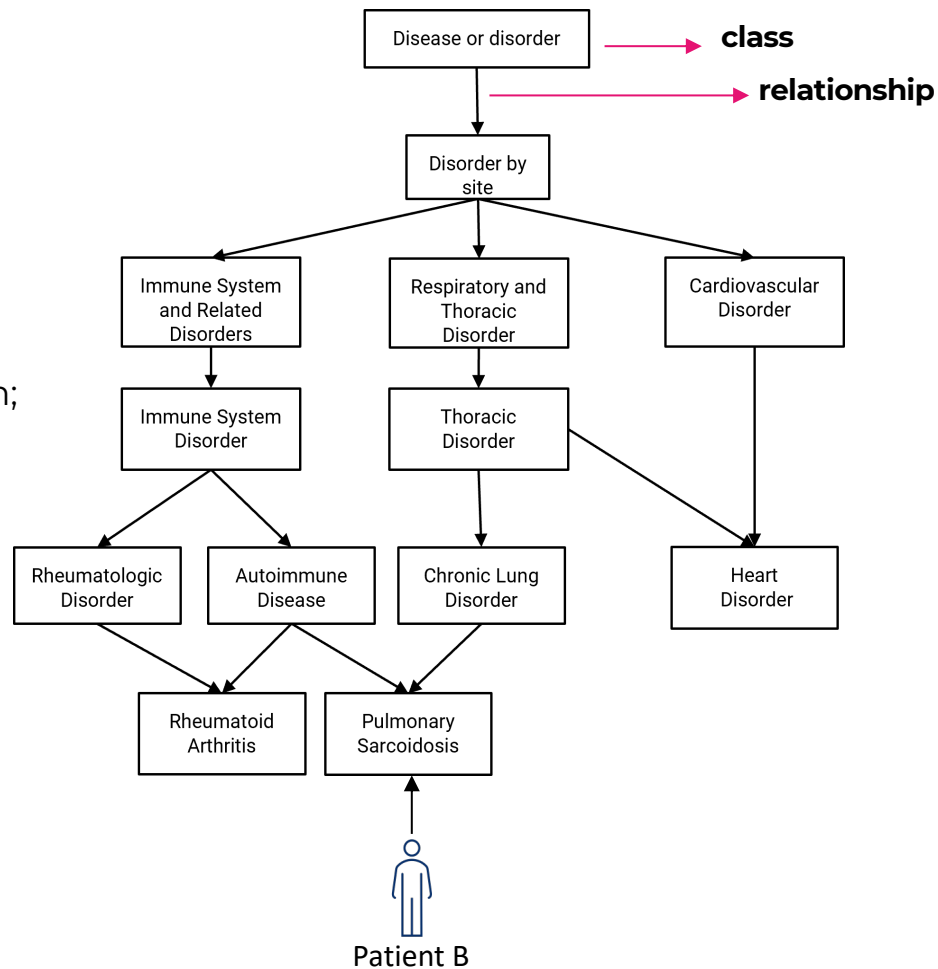 Disease or disorder
class
relationship
Disorder by
site
Immune System
and Related
Disorders
Respiratory and
Thoracic
Disorder
Cardiovascular
Disorder
n;
Immune System
Disorder
Thoracic
Disorder
Rheumatologic
Disorder
Autoimmune
Disease
Chronic Lung
Disorder
Heart
Disorder
Rheumatoid
Arthritis
Pulmonary
Sarcoidosis
Patient B